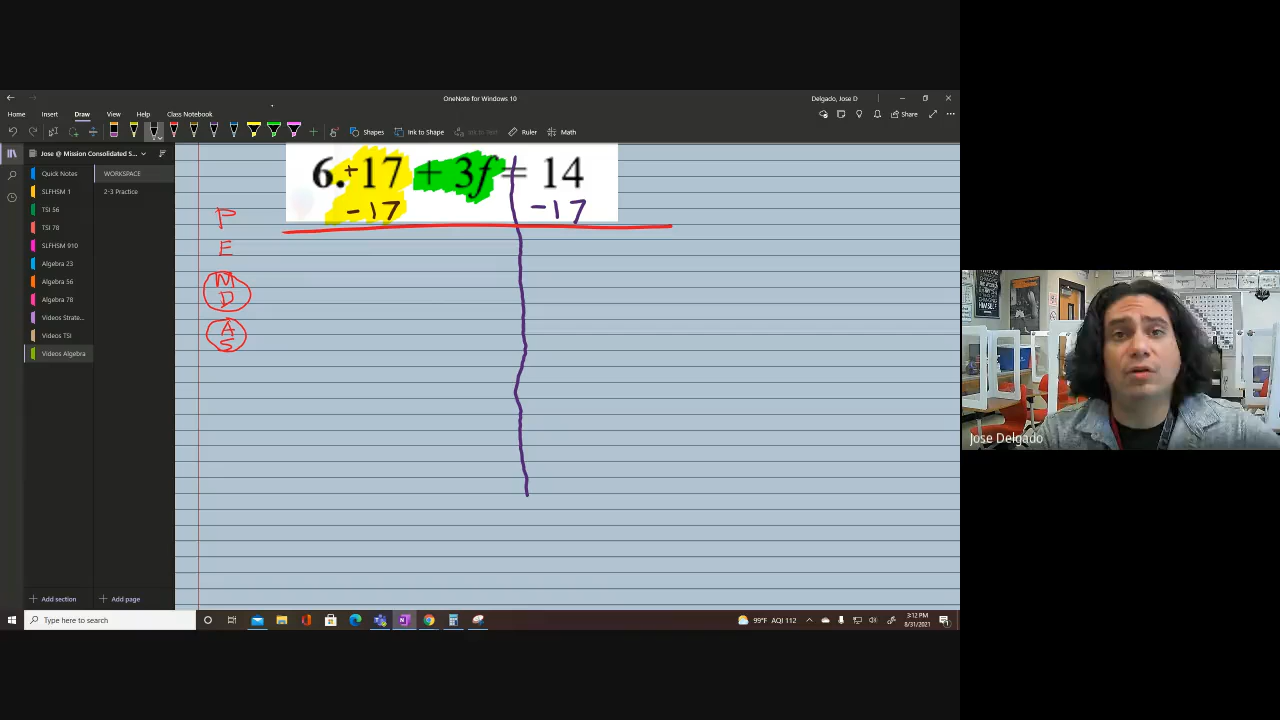 OneNote for Windows 10
Delgado, Jose D
Home Insert Draw View Help Class Notebook
Shapes Ink to Shape Ink to Text Ruler Math Share
Jose @ Mission Consolidated S...
Quick Notes
SLFHSM 1
TSI 56
TSI 78
SLFHSM 910
Algebra 23
Algebra 56
Algebra 78
Videos Strate...
Videos TSI
Videos Algebra
WORKSPACE
2-3 Practice
6. +17 + 3f = 14
-17 -17
P
E
M
D
A
S
Jose Delgado
Add section
Add page
Type here to search
99°F AQI 112
3:12 PM
8/31/2021